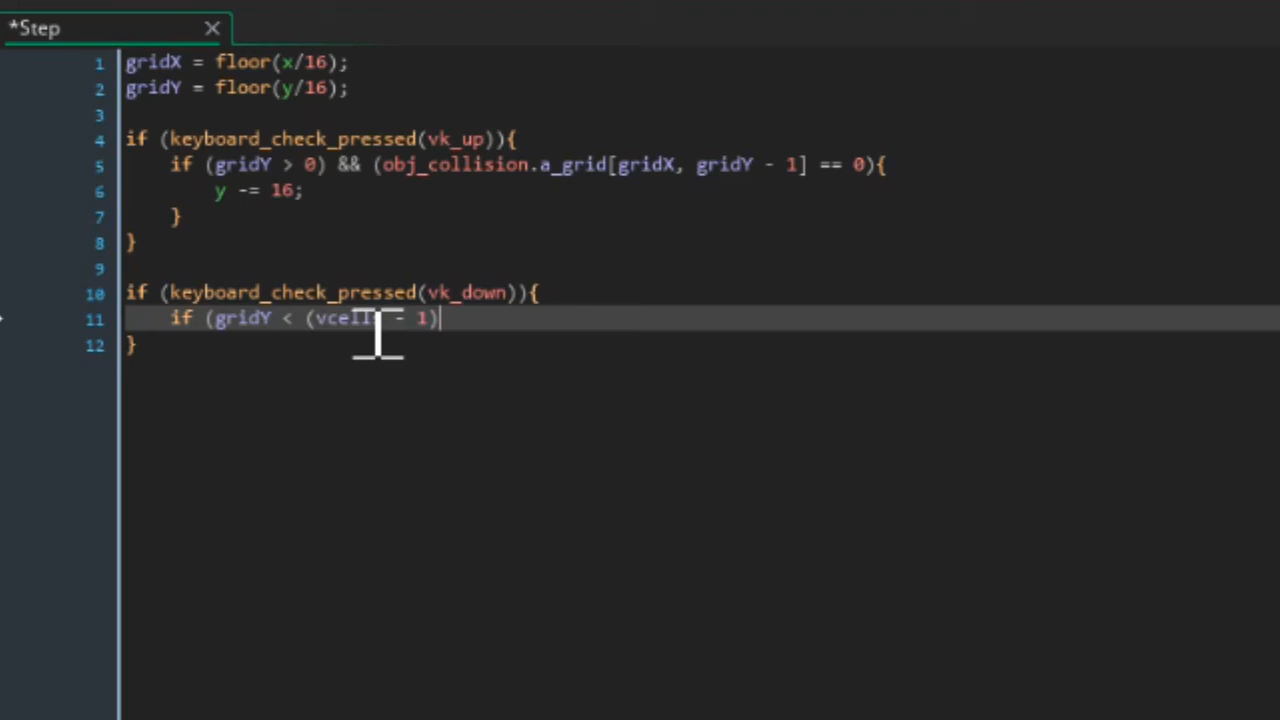 *Step
1 gridX = floor(x/16);
2 gridY = floor(y/16);
3
4 if (keyboard_check_pressed(vk_up)){
5 if (gridY > 0) && (obj_collision.a_grid[gridX, gridY - 1] == 0){
6 y -= 16;
7 }
8 }
9
10 if (keyboard_check_pressed(vk_down)){
11 if (gridY < (vcells - 1)
12 }